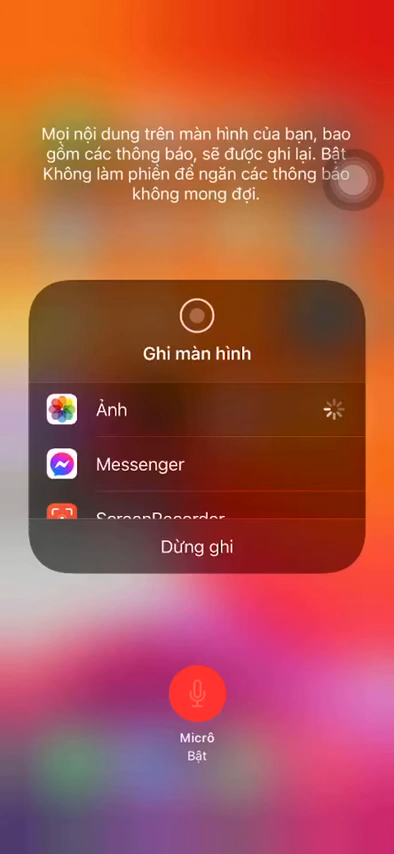 Mọi nội dung trên màn hình của bạn, bao
gồm các thông báo, sẽ được ghi lại. Bật
Không làm phiền để ngăn các thông báo
không mong đợi.
Ghi màn hình
Ảnh
Messenger
ScreenRecorder
Dừng ghi
Micrô
Bật